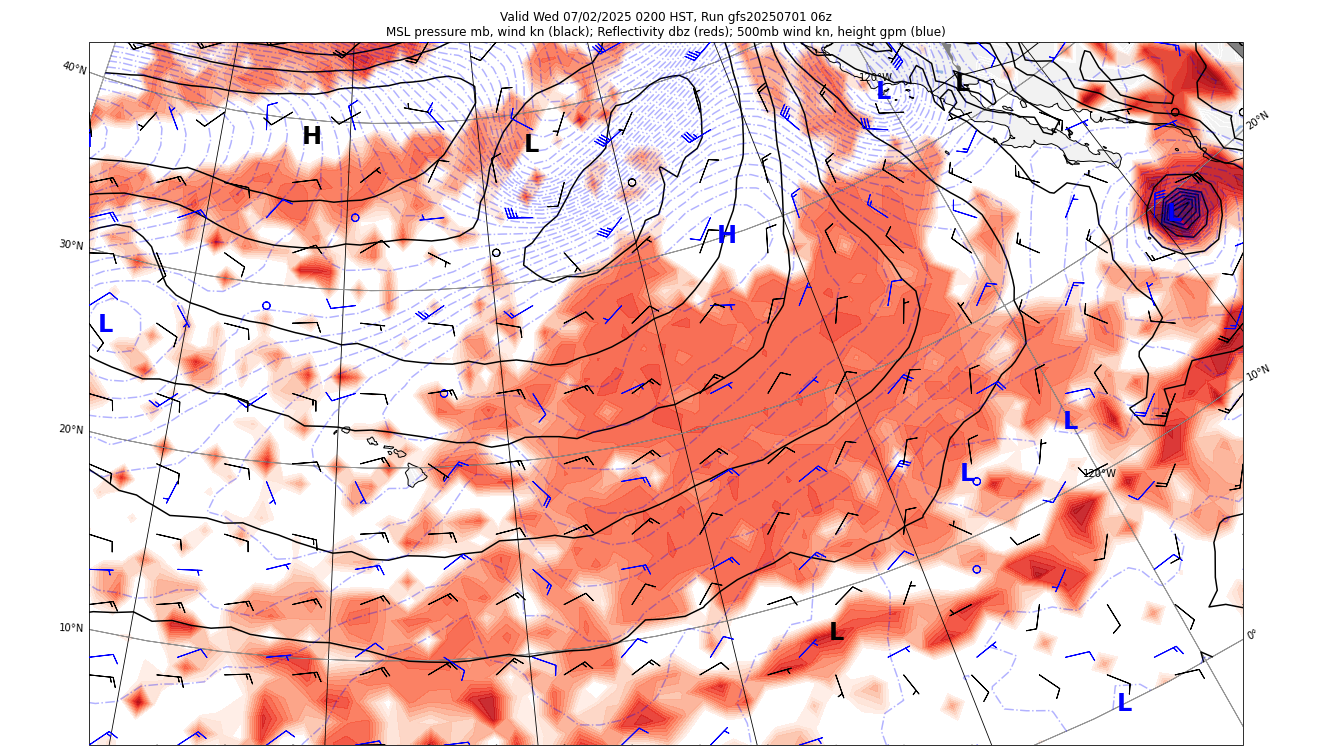 Valid Wed 07/02/2025 0200 HST, Run gfs20250701 06z
MSL pressure mb, wind kn (black); Reflectivity dbz (reds); 500mb wind kn, height gpm (blue)
40°N
120°W
L
L
20°N
H
L
L
30°N
H
L
10°N
20°N
L
L
120°W
10°N
L
0°
L